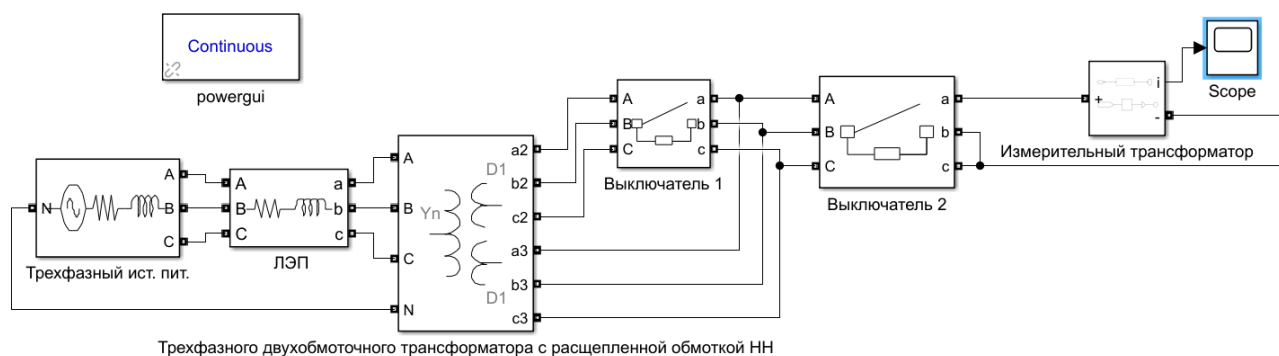 Continuous
powergui
A
B
C
N
Трехфазный ист. пит.
A
B
C
a
b
c
ЛЭП
A
B
C
N
Yn
D1
D1
a2
b2
c2
a3
b3
c3
Трехфазного двухобмоточного трансформатора с расщепленной обмоткой НН
A
B
C
a
b
c
Выключатель 1
A
B
C
a
b
c
Выключатель 2
+
i
-
Измерительный трансформатор
Scope